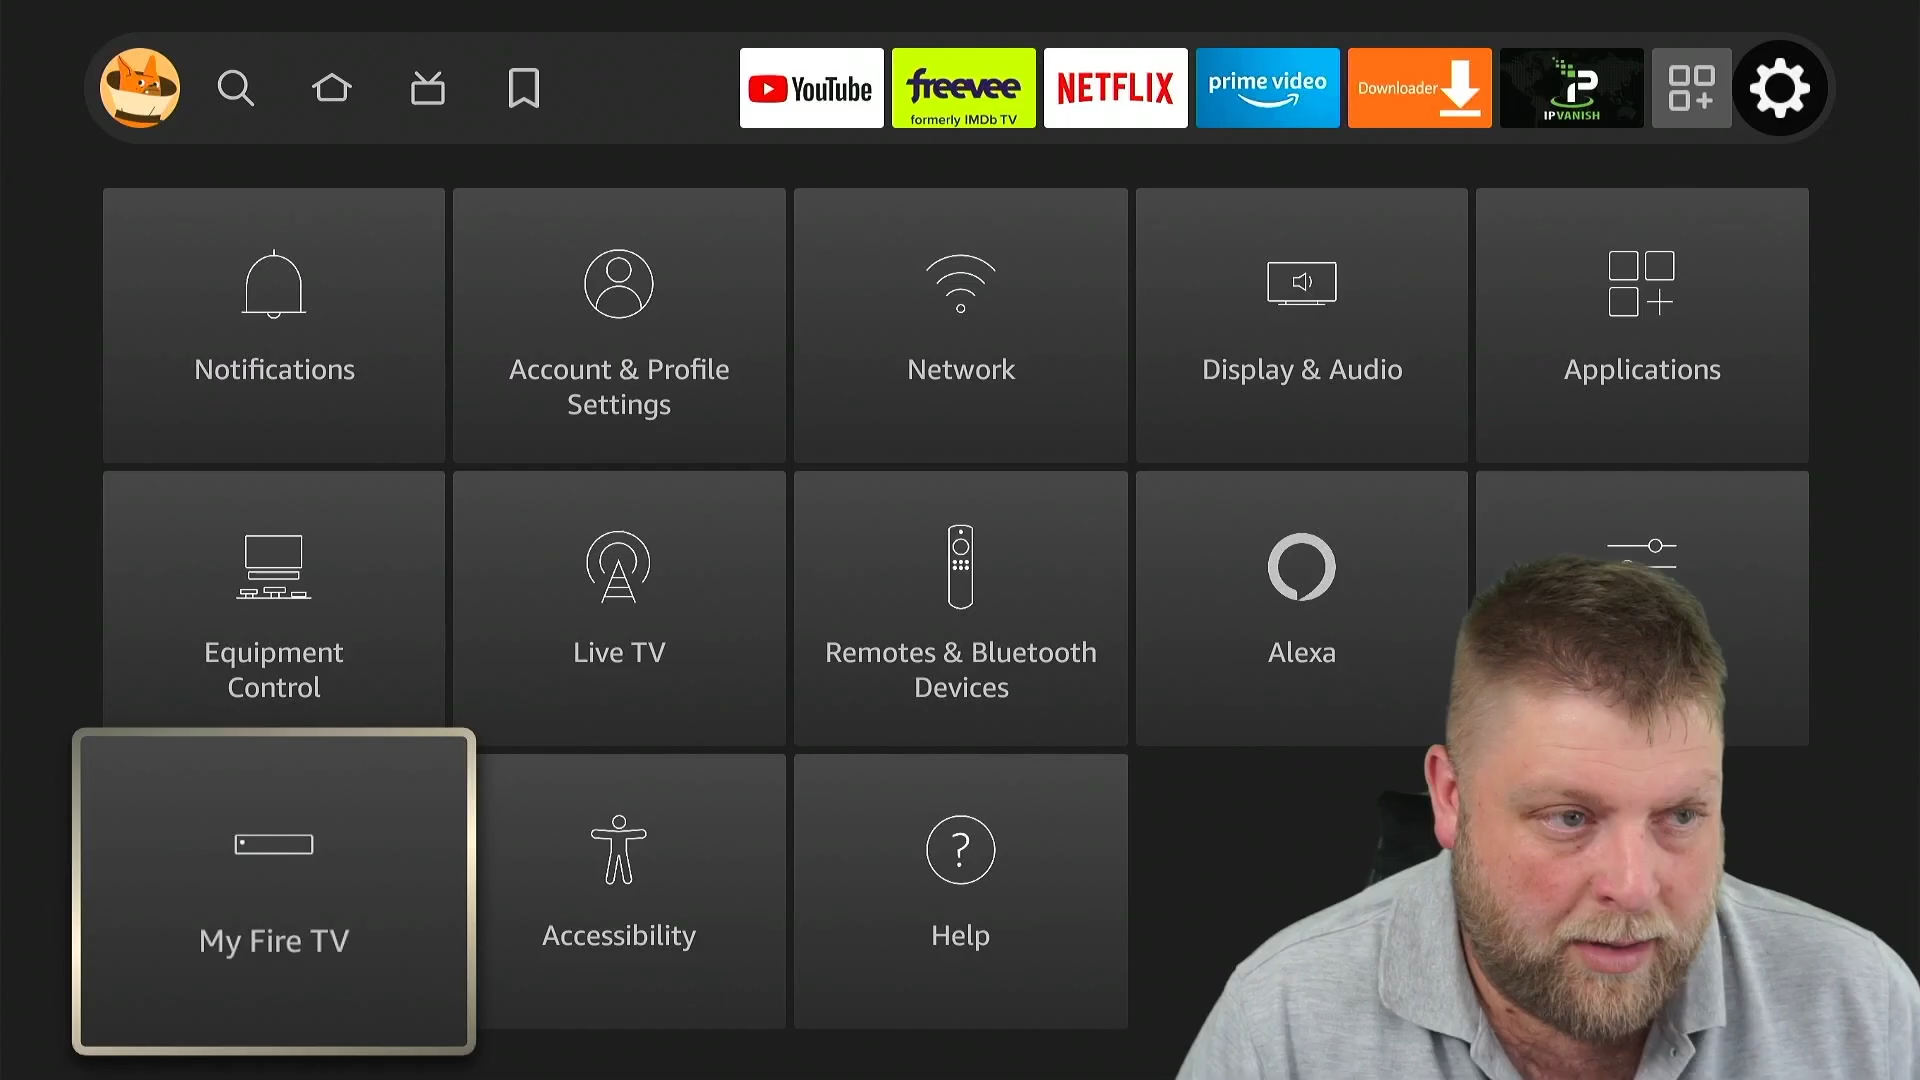 YouTube
freevee
formerly IMDb TV
NETFLIX
prime video
Downloader
IPVANISH
Notifications
Account & Profile
Settings
Network
Display & Audio
Applications
Equipment
Control
Live TV
Remotes & Bluetooth
Devices
Alexa
My Fire TV
Accessibility
Help